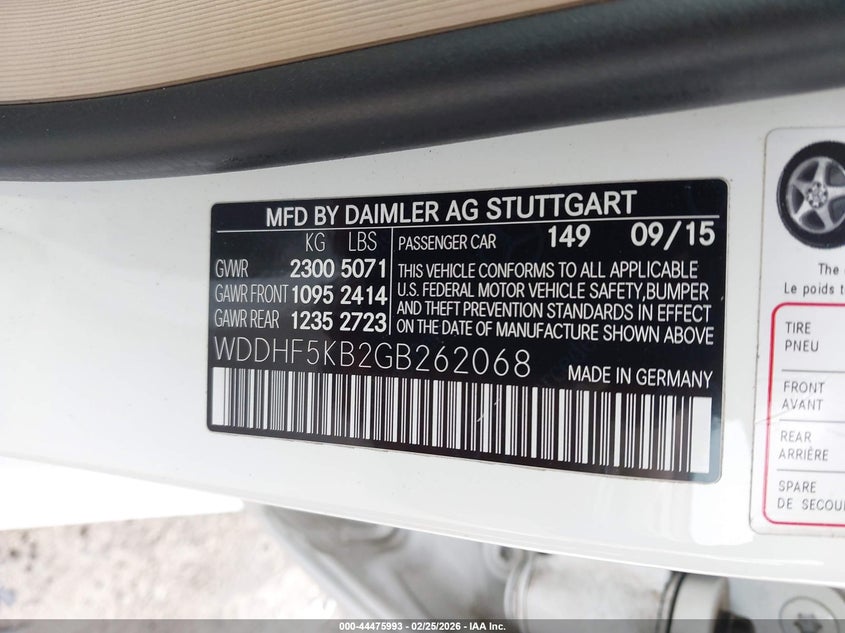 MFD BY DAIMLER AG STUTTGART
KG LBS
PASSENGER CAR 149 09/15
GVWR 2300 5071
GAWR FRONT 1095 2414
GAWR REAR 1235 2723
THIS VEHICLE CONFORMS TO ALL APPLICABLE
U.S. FEDERAL MOTOR VEHICLE SAFETY,BUMPER
AND THEFT PREVENTION STANDARDS IN EFFECT
ON THE DATE OF MANUFACTURE SHOWN ABOVE
WDDHF5KB2GB262068
MADE IN GERMANY
The
Le poids
TIRE
PNEU
FRONT
AVANT
REAR
ARRIÈRE
SPARE
DE
000-44475993 - 02/25/2026 - IAA Inc.